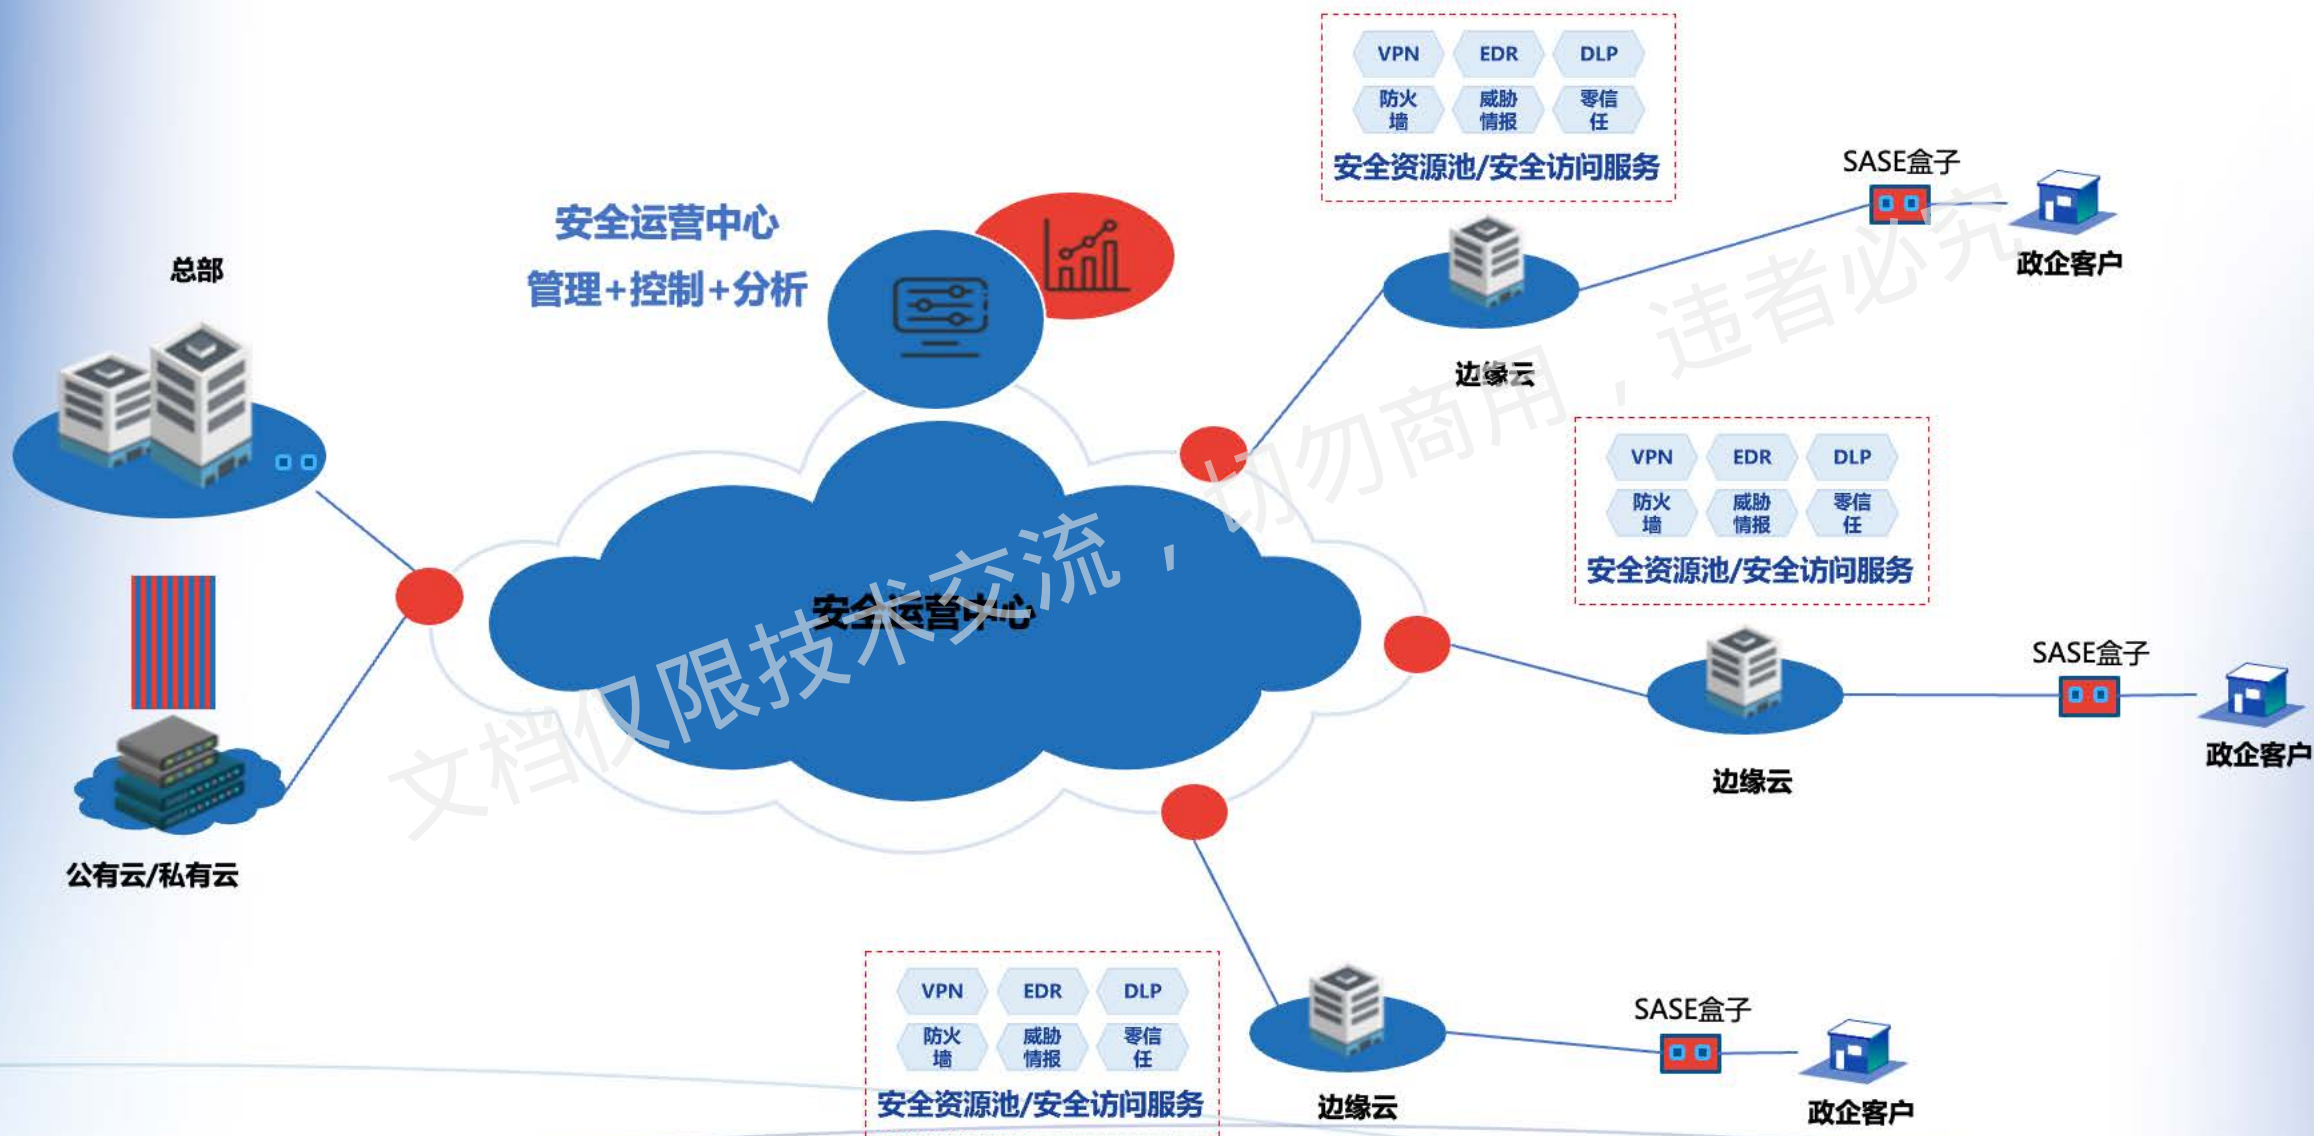 VPN EDR DLP
防火墙 威胁情报 零信任
安全资源池/安全访问服务
SASE盒子
政企客户
边缘云
安全运营中心
管理+控制+分析
总部
VPN EDR DLP
防火墙 威胁情报 零信任
安全资源池/安全访问服务
SASE盒子
政企客户
边缘云
安全运营中心
公有云/私有云
VPN EDR DLP
防火墙 威胁情报 零信任
安全资源池/安全访问服务
SASE盒子
政企客户
边缘云
文档仅限技术交流，切勿商用，违者必究